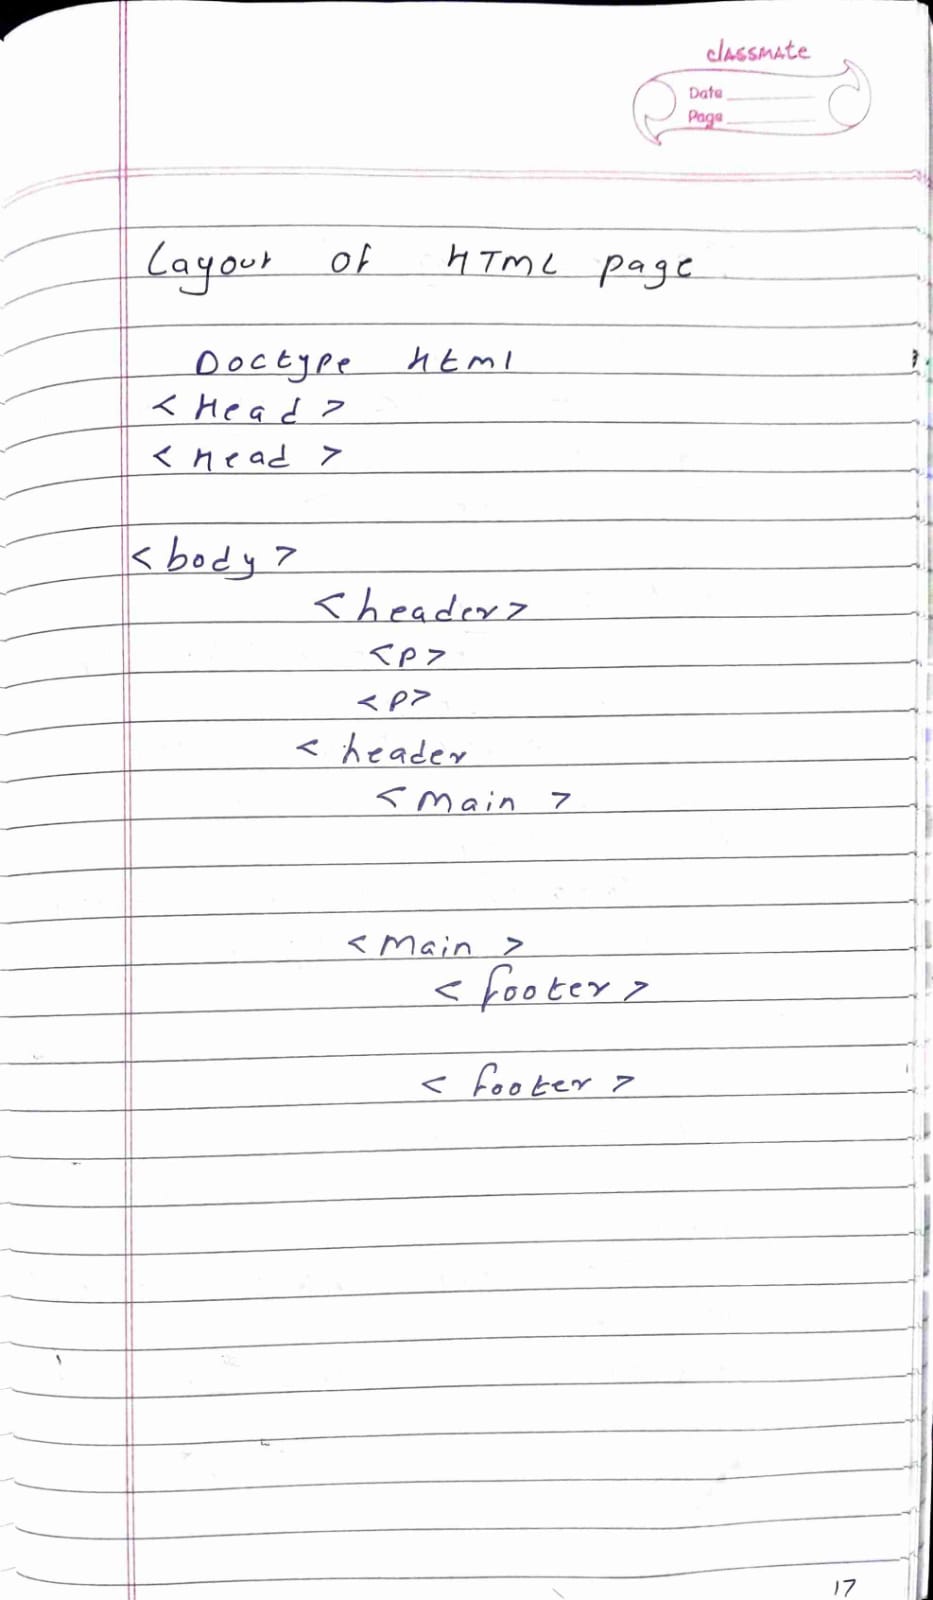 classmate
Date
Page
Layout of HTML page
Doctype html
< Head >
< Head >
<body>
<header>
<p>
<p>
< header
<main >
<main >
< footer >
< footer >
17